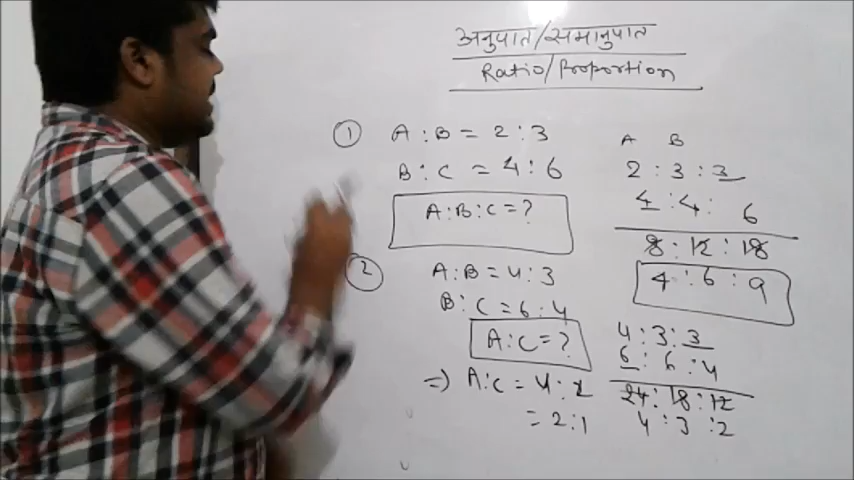 अनुपात/समानुपात
Ratio/Proportion
① A:B = 2:3
B:C = 4:6
A:B:C=?
② A:B=4:3
B:C=6:4
A:C=?
=) A:C = 4:2
= 2:1
A B
2:3:3
4:4:6
8:12:18
4:6:9
4:3:3
6:6:4
24:18:12
4:3:2